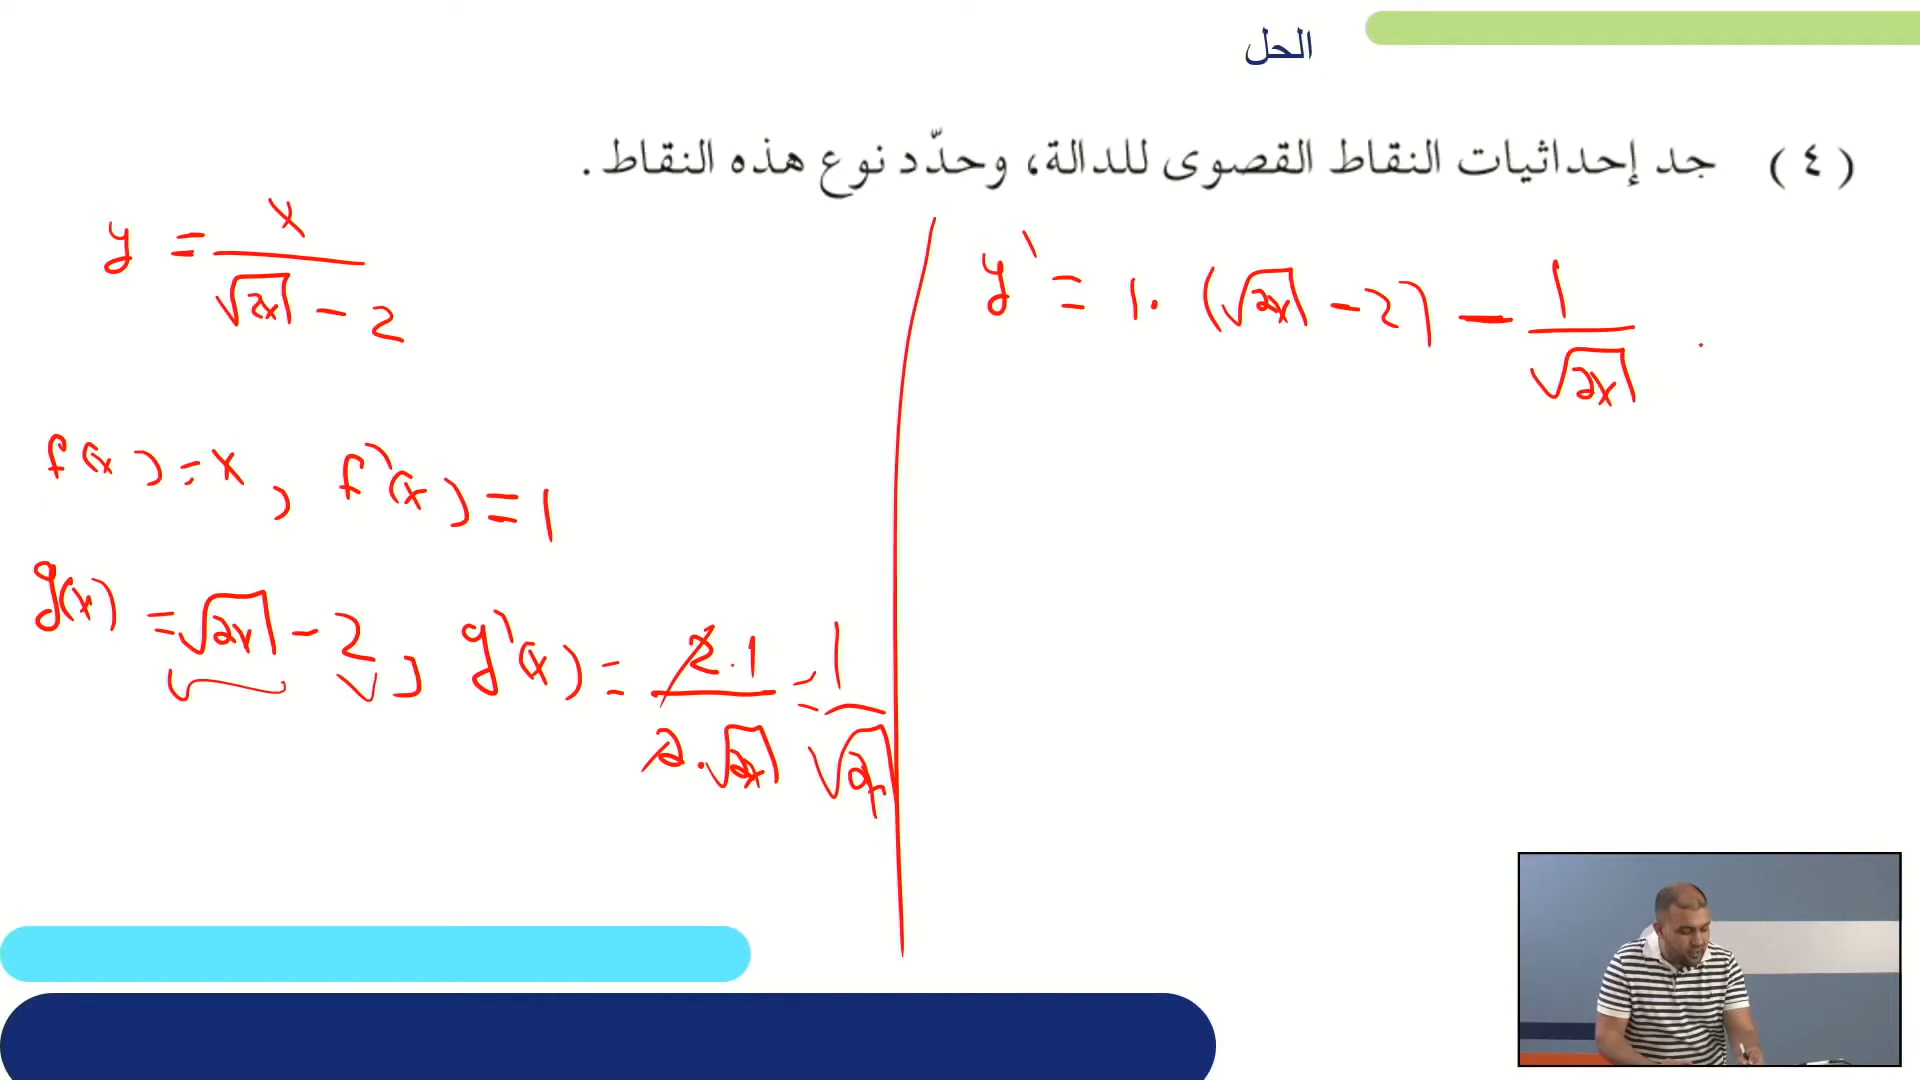 الحل
(٤) جد إحداثيات النقاط القصوى للدالة، وحدّد نوع هذه النقاط.
y = x / (√2x - 2)
f(x) = x , f'(x) = 1
g(x) = √2x - 2 , g'(x) = 2·1 / 2·√2x = 1 / √2x
y' = 1·(√2x - 2) - 1/√2x ·